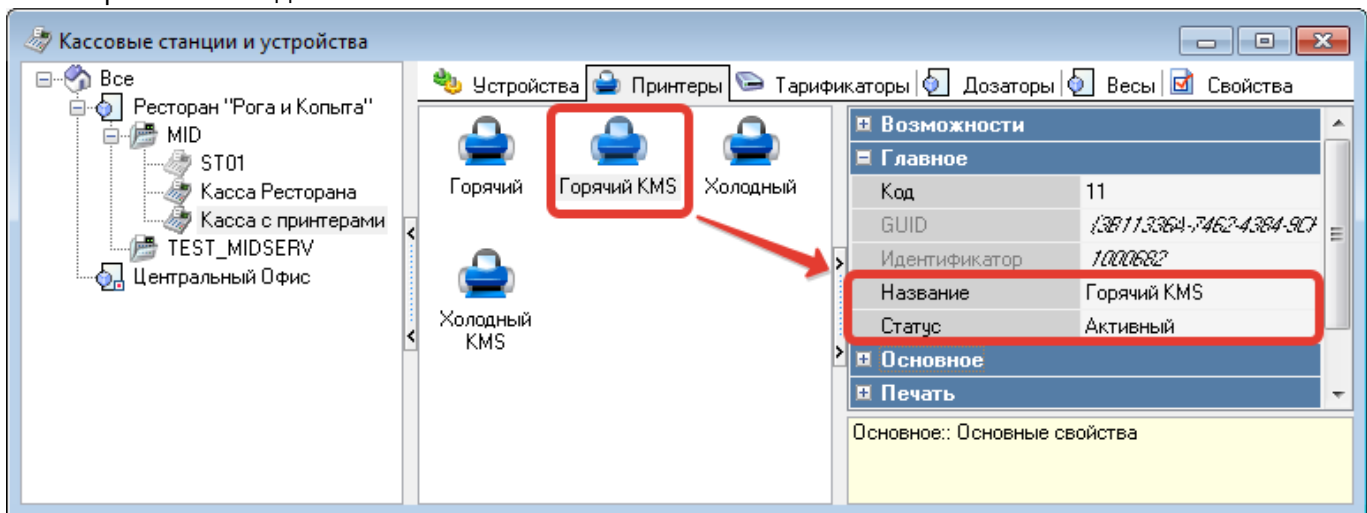 Кассовые станции и устройства
Все
Ресторан "Рога и Копыта"
MID
ST01
Касса Ресторана
Касса с принтерами
TEST_MIDSERV
Центральный Офис
Устройства Принтеры Тарификаторы Дозаторы Весы Свойства
Горячий Горячий KMS Холодный
Холодный
KMS
Возможности
Главное
Код 11
GUID
Идентификатор 1000682
Название Горячий KMS
Статус Активный
Основное
Печать
Основное:: Основные свойства